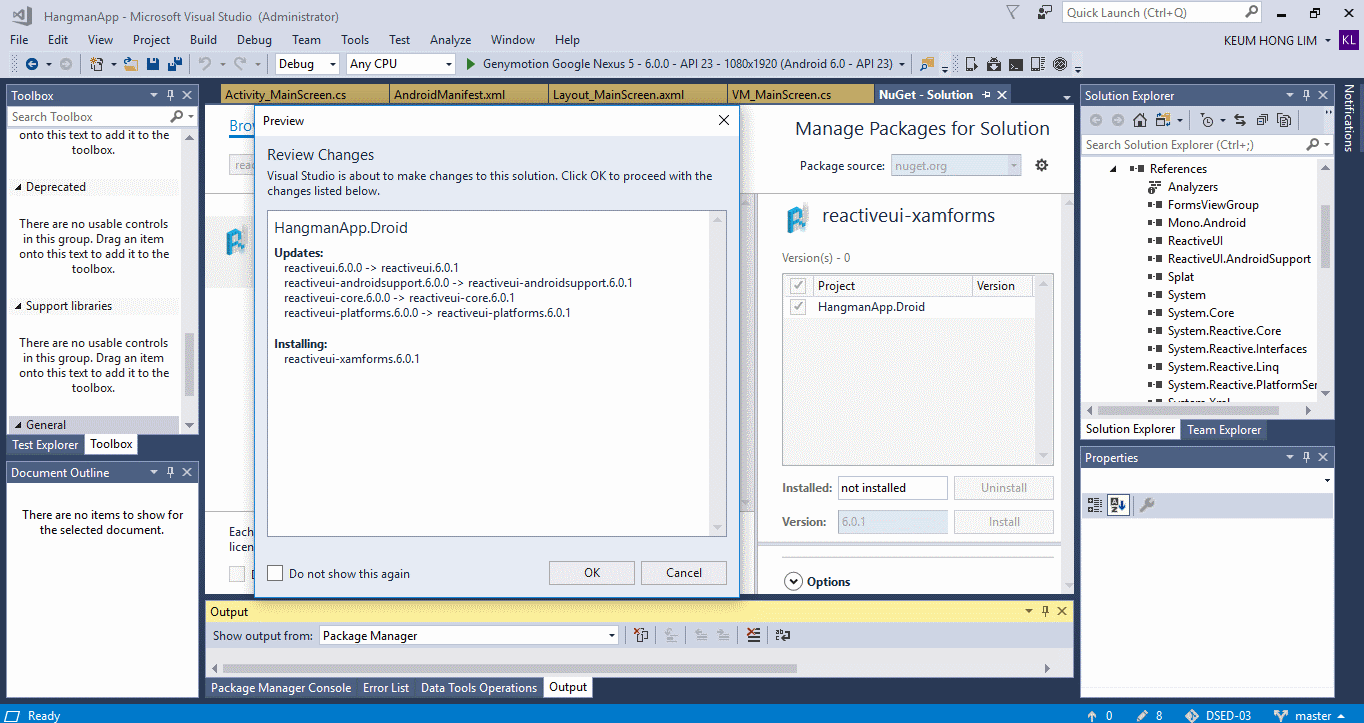 HangmanApp - Microsoft Visual Studio (Administrator)
Quick Launch (Ctrl+Q)
File Edit View Project Build Debug Team Tools Test Analyze Window Help
KEUM HONG LIM KL
Debug Any CPU Genymotion Google Nexus 5 - 6.0.0 - API 23 - 1080x1920 (Android 6.0 - API 23)
Toolbox
Search Toolbox
onto this text to add it to the
toolbox.
Deprecated
There are no usable controls
in this group. Drag an item
onto this text to add it to the
toolbox.
Support libraries
There are no usable controls
in this group. Drag an item
onto this text to add it to the
toolbox.
General
Test Explorer Toolbox
Document Outline
There are no items to show for
the selected document.
Activity_MainScreen.cs AndroidManifest.xml Layout_MainScreen.axml VM_MainScreen.cs NuGet - Solution
Brow
reac
Each
licen
Preview
Review Changes
Visual Studio is about to make changes to this solution. Click OK to proceed with the
changes listed below.
HangmanApp.Droid
Updates:
reactiveui.6.0.0 -> reactiveui.6.0.1
reactiveui-androidsupport.6.0.0 -> reactiveui-androidsupport.6.0.1
reactiveui-core.6.0.0 -> reactiveui-core.6.0.1
reactiveui-platforms.6.0.0 -> reactiveui-platforms.6.0.1
Installing:
reactiveui-xamforms.6.0.1
Do not show this again
OK Cancel
Manage Packages for Solution
Package source: nuget.org
reactiveui-xamforms
Version(s) - 0
Project Version
HangmanApp.Droid
Installed: not installed Uninstall
Version: 6.0.1 Install
Options
Output
Show output from: Package Manager
Package Manager Console Error List Data Tools Operations Output
Solution Explorer
Search Solution Explorer (Ctrl+;)
References
Analyzers
FormsViewGroup
Mono.Android
ReactiveUI
ReactiveUI.AndroidSupport
Splat
System
System.Core
System.Reactive.Core
System.Reactive.Interfaces
System.Reactive.Linq
System.Reactive.PlatformSer
System.Xml
Solution Explorer Team Explorer
Properties
Notifications
Ready
0 8 DSED-03 master